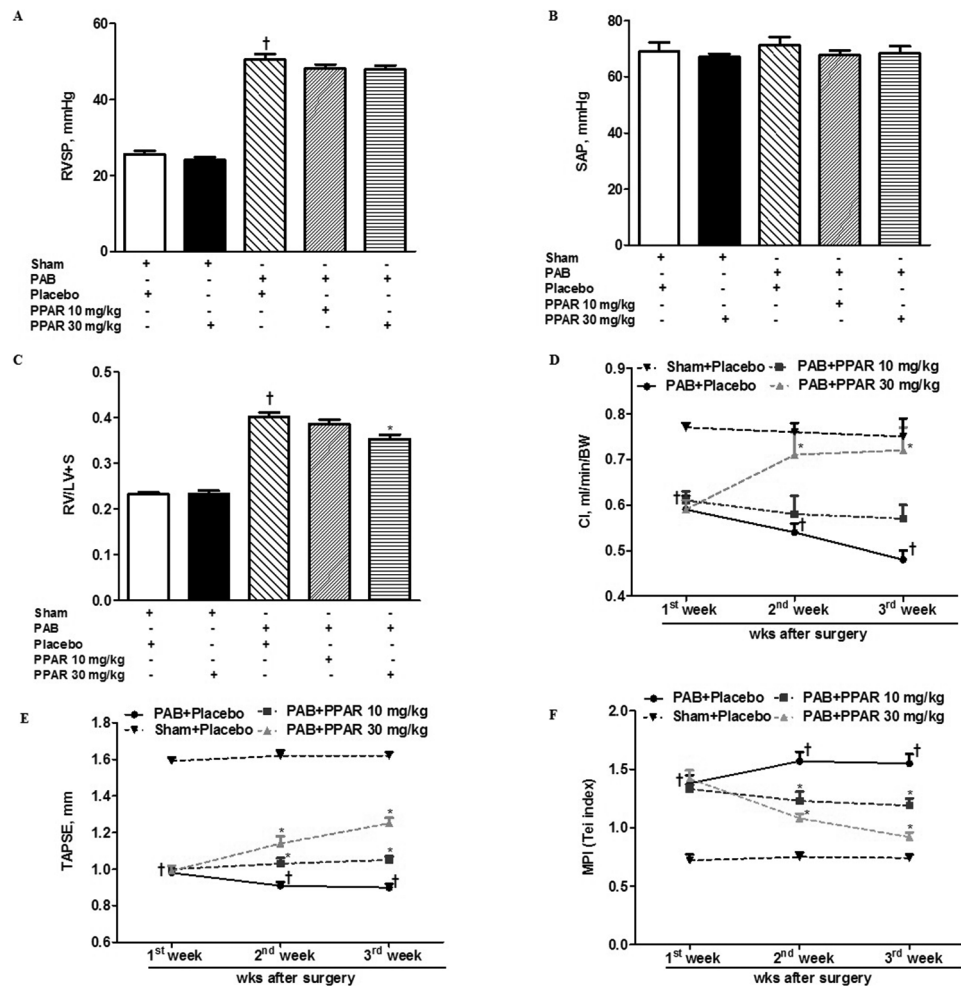 A
60
40
20
0
RVSP, mmHg
†
Sham + + - - -
PAB - - + + +
Placebo + - + - -
PPAR 10 mg/kg - - - + -
PPAR 30 mg/kg - + - - +
B
80
60
40
20
0
SAP, mmHg
Sham + + - - -
PAB - - + + +
Placebo + - + - -
PPAR 10 mg/kg - - - + -
PPAR 30 mg/kg - + - - +
C
0.5
0.4
0.3
0.2
0.1
0.0
RV/LV+S
†
*
Sham + + - - -
PAB - - + + +
Placebo + - + - -
PPAR 10 mg/kg - - - + -
PPAR 30 mg/kg - + - - +
D
Sham+Placebo PAB+PPAR 10 mg/kg
PAB+Placebo PAB+PPAR 30 mg/kg
0.9
0.8
0.7
0.6
0.5
0.4
CI, ml/min/BW
* *
† † †
1st week 2nd week 3rd week
wks after surgery
E
PAB+Placebo PAB+PPAR 10 mg/kg
Sham+Placebo PAB+PPAR 30 mg/kg
1.8
1.6
1.4
1.2
1.0
0.8
0.6
TAPSE, mm
* *
* *
† † †
1st week 2nd week 3rd week
wks after surgery
F
PAB+Placebo PAB+PPAR 10 mg/kg
Sham+Placebo PAB+PPAR 30 mg/kg
2.0
1.5
1.0
0.5
0.0
MPI (Tei index)
† † †
* *
* *
1st week 2nd week 3rd week
wks after surgery